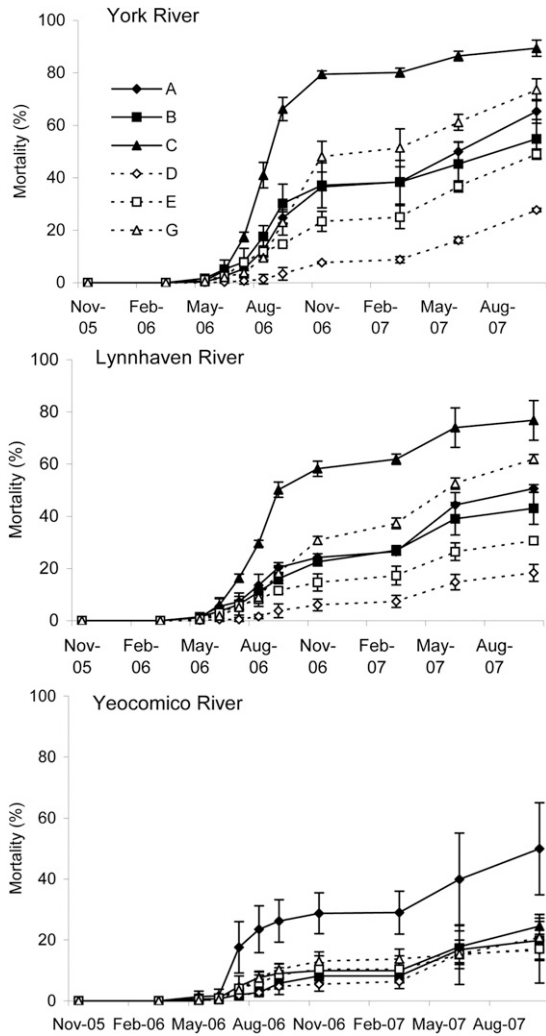 York River
100
80
60
40
20
0
Mortality (%)
A
B
C
D
E
G
Nov-05 Feb-06 May-06 Aug-06 Nov-06 Feb-07 May-07 Aug-07
Lynnhaven River
100
80
60
40
20
0
Mortality (%)
Nov-05 Feb-06 May-06 Aug-06 Nov-06 Feb-07 May-07 Aug-07
Yeocomico River
100
80
60
40
20
0
Mortality (%)
Nov-05 Feb-06 May-06 Aug-06 Nov-06 Feb-07 May-07 Aug-07